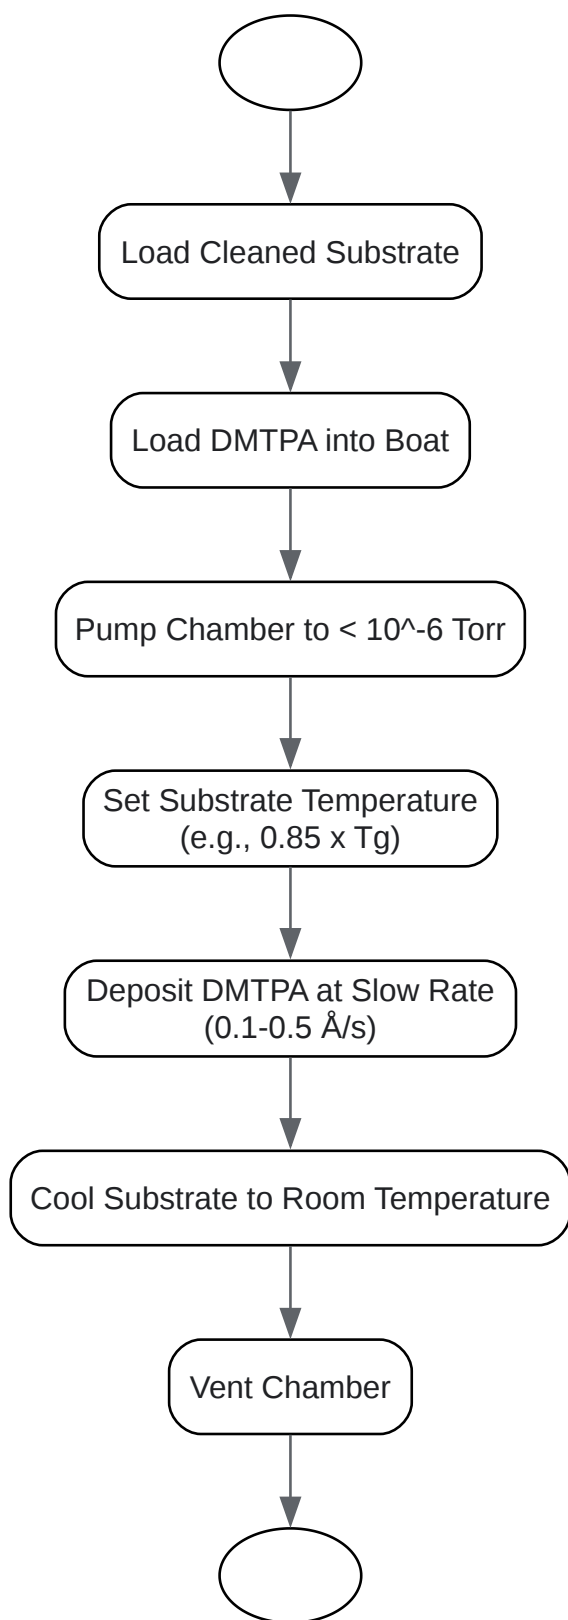 Load Cleaned Substrate
Load DMTPA into Boat
Pump Chamber to < 10^-6 Torr
Set Substrate Temperature
(e.g., 0.85 x Tg)
Deposit DMTPA at Slow Rate
(0.1-0.5 Å/s)
Cool Substrate to Room Temperature
Vent Chamber